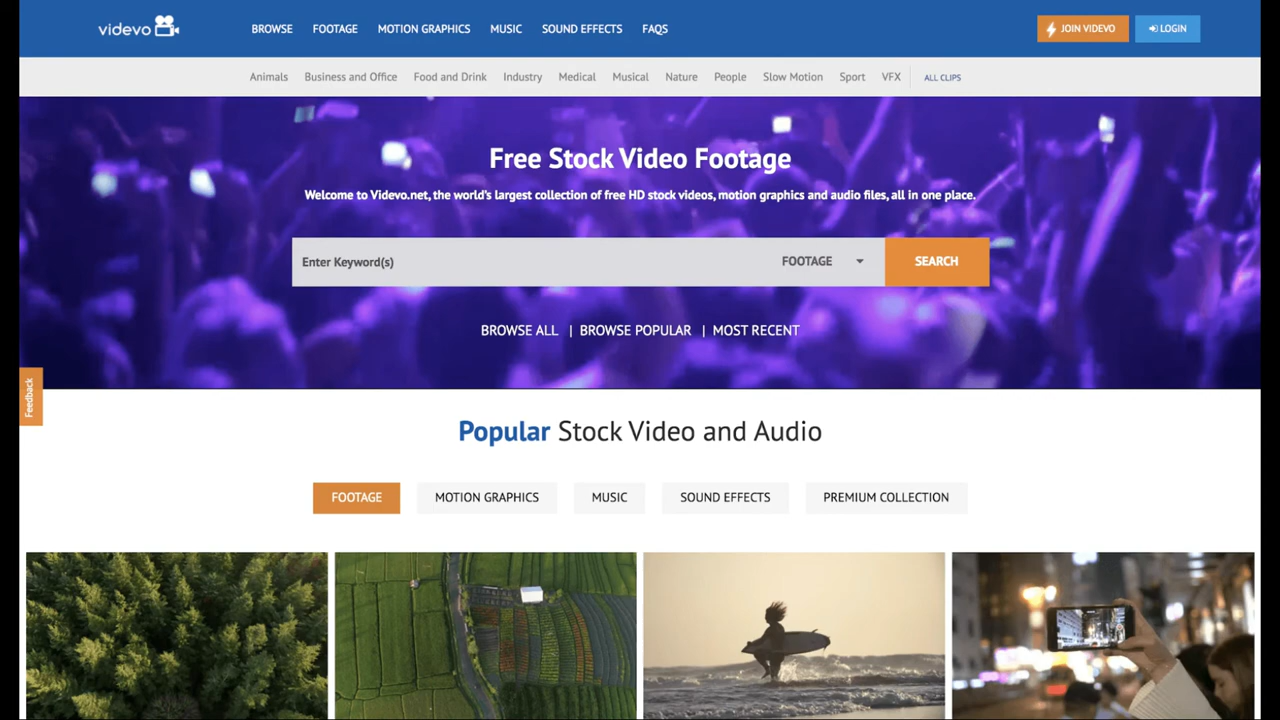 videvo
BROWSE FOOTAGE MOTION GRAPHICS MUSIC SOUND EFFECTS FAQS
JOIN VIDEVO LOGIN
Animals Business and Office Food and Drink Industry Medical Musical Nature People Slow Motion Sport VFX ALL CLIPS
Free Stock Video Footage
Welcome to Videvo.net, the world's largest collection of free HD stock videos, motion graphics and audio files, all in one place.
Enter Keyword(s) FOOTAGE SEARCH
BROWSE ALL | BROWSE POPULAR | MOST RECENT
Feedback
Popular Stock Video and Audio
FOOTAGE MOTION GRAPHICS MUSIC SOUND EFFECTS PREMIUM COLLECTION